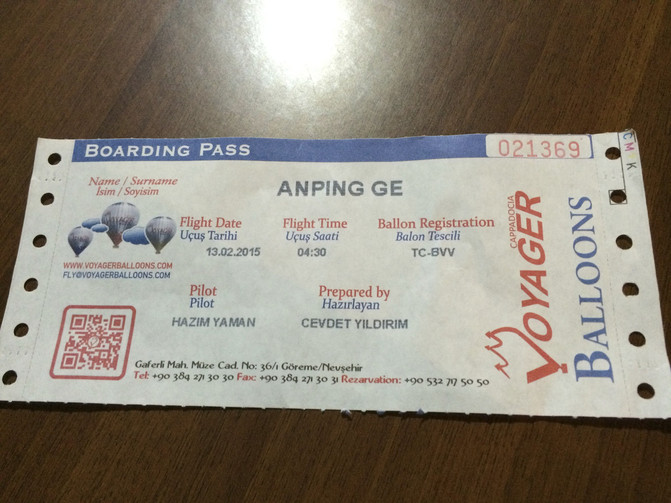 BOARDING PASS
021369
C M K
Name / Surname
İsim / Soyisim
ANPING GE
Flight Date
Uçuş Tarihi
13.02.2015
Flight Time
Uçuş Saati
04:30
Ballon Registration
Balon Tescili
TC-BVV
WWW.VOYAGERBALLOONS.COM
FLY@VOYAGERBALLOONS.COM
Pilot
Pilot
HAZIM YAMAN
Prepared by
Hazırlayan
CEVDET YILDIRIM
Gaferli Mah. Müze Cad. No: 36/1 Göreme/Nevşehir
Tel: +90 384 271 30 30 Fax: +90 384 271 30 31 Rezarvation: +90 532 717 50 50
CAPPADOCIA
VOYAGER
BALLOONS